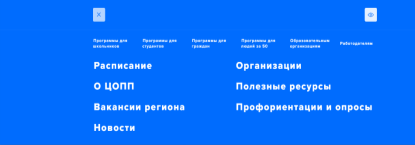 Программы для школьников
Программы для студентов
Программы для граждан
Программы для людей за 50
Образовательным организациям
Работодателям
Расписание
Организации
О ЦОПП
Полезные ресурсы
Вакансии региона
Профориентации и опросы
Новости